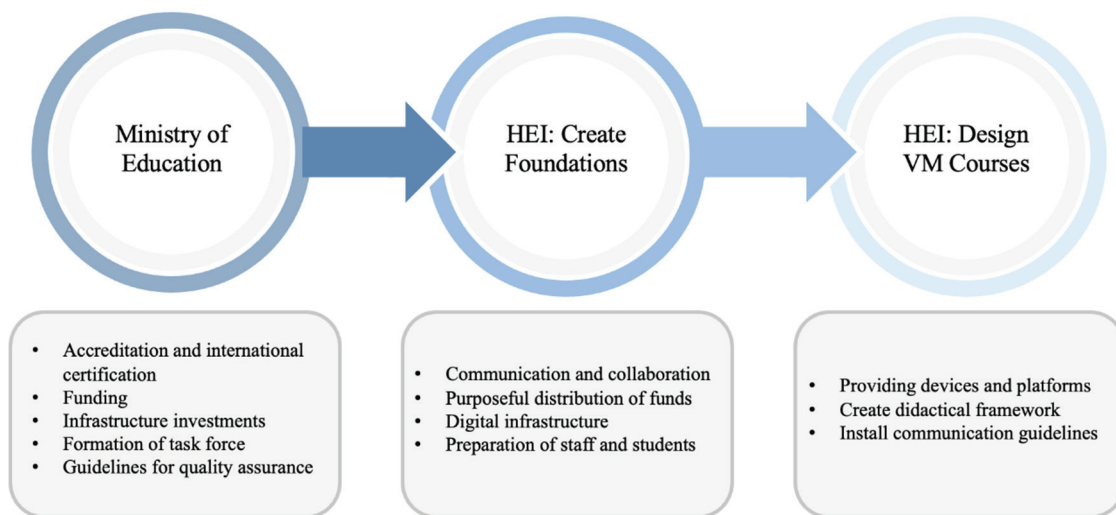 Ministry of
Education
HEI: Create
Foundations
HEI: Design
VM Courses
• Accreditation and international
certification
• Funding
• Infrastructure investments
• Formation of task force
• Guidelines for quality assurance
• Communication and collaboration
• Purposeful distribution of funds
• Digital infrastructure
• Preparation of staff and students
• Providing devices and platforms
• Create didactical framework
• Install communication guidelines